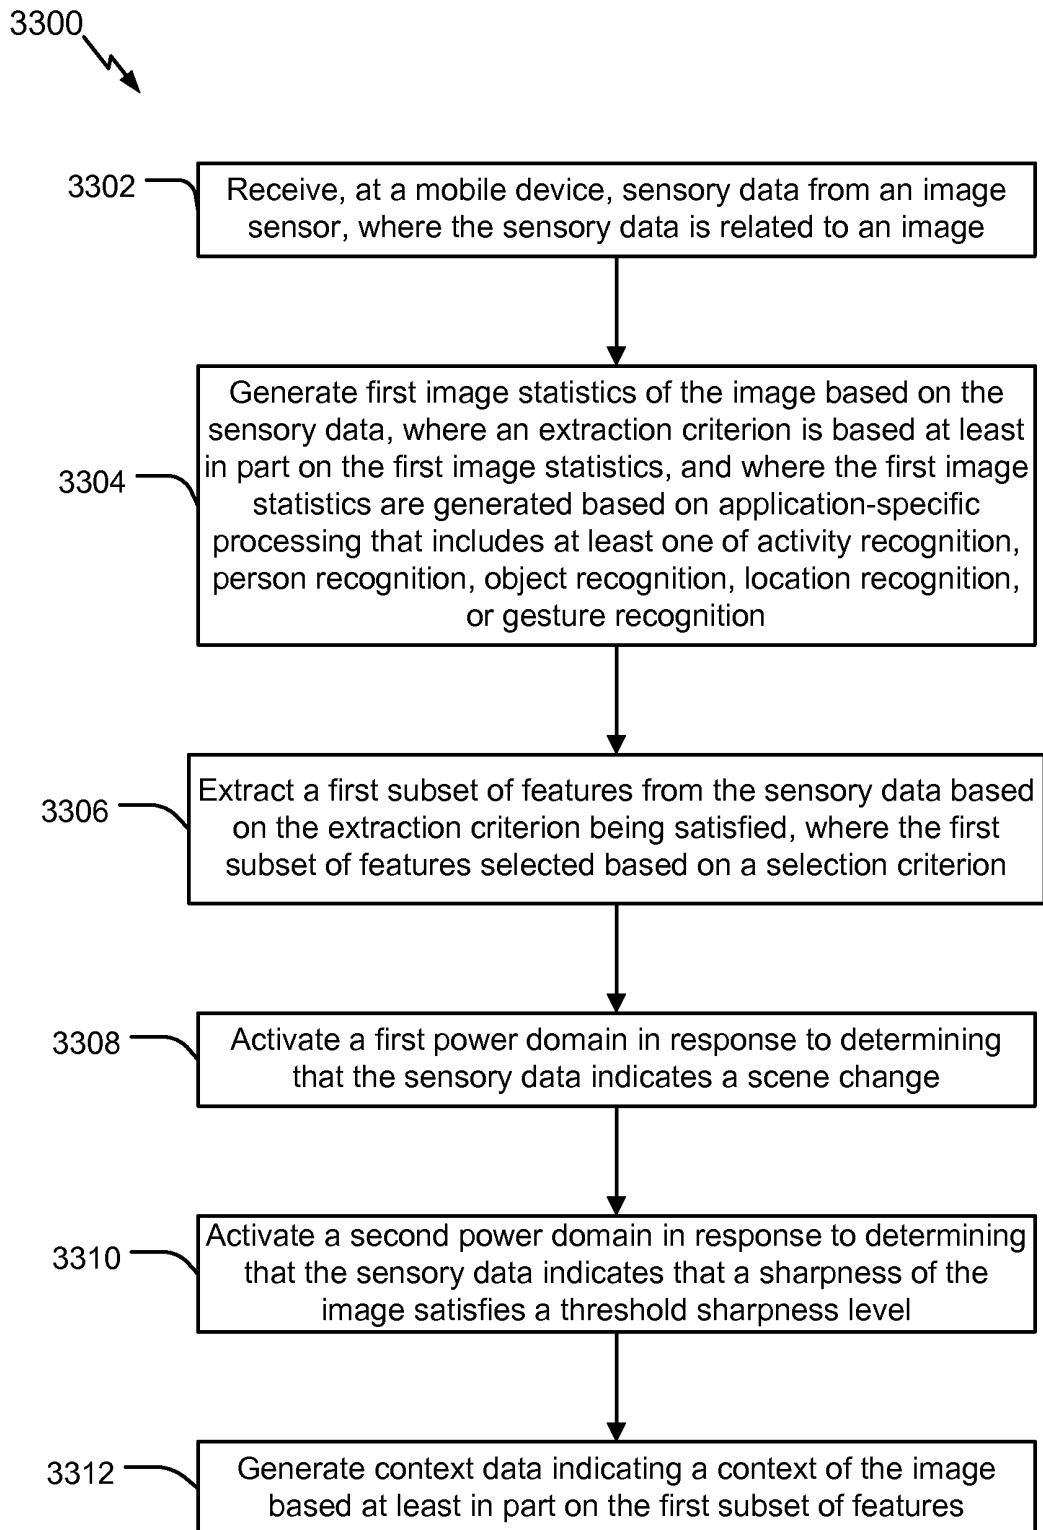 3300
3302
Receive, at a mobile device, sensory data from an image
sensor, where the sensory data is related to an image
3304
Generate first image statistics of the image based on the
sensory data, where an extraction criterion is based at least
in part on the first image statistics, and where the first image
statistics are generated based on application-specific
processing that includes at least one of activity recognition,
person recognition, object recognition, location recognition,
or gesture recognition
3306
Extract a first subset of features from the sensory data based
on the extraction criterion being satisfied, where the first
subset of features selected based on a selection criterion
3308
Activate a first power domain in response to determining
that the sensory data indicates a scene change
3310
Activate a second power domain in response to determining
that the sensory data indicates that a sharpness of the
image satisfies a threshold sharpness level
3312
Generate context data indicating a context of the image
based at least in part on the first subset of features